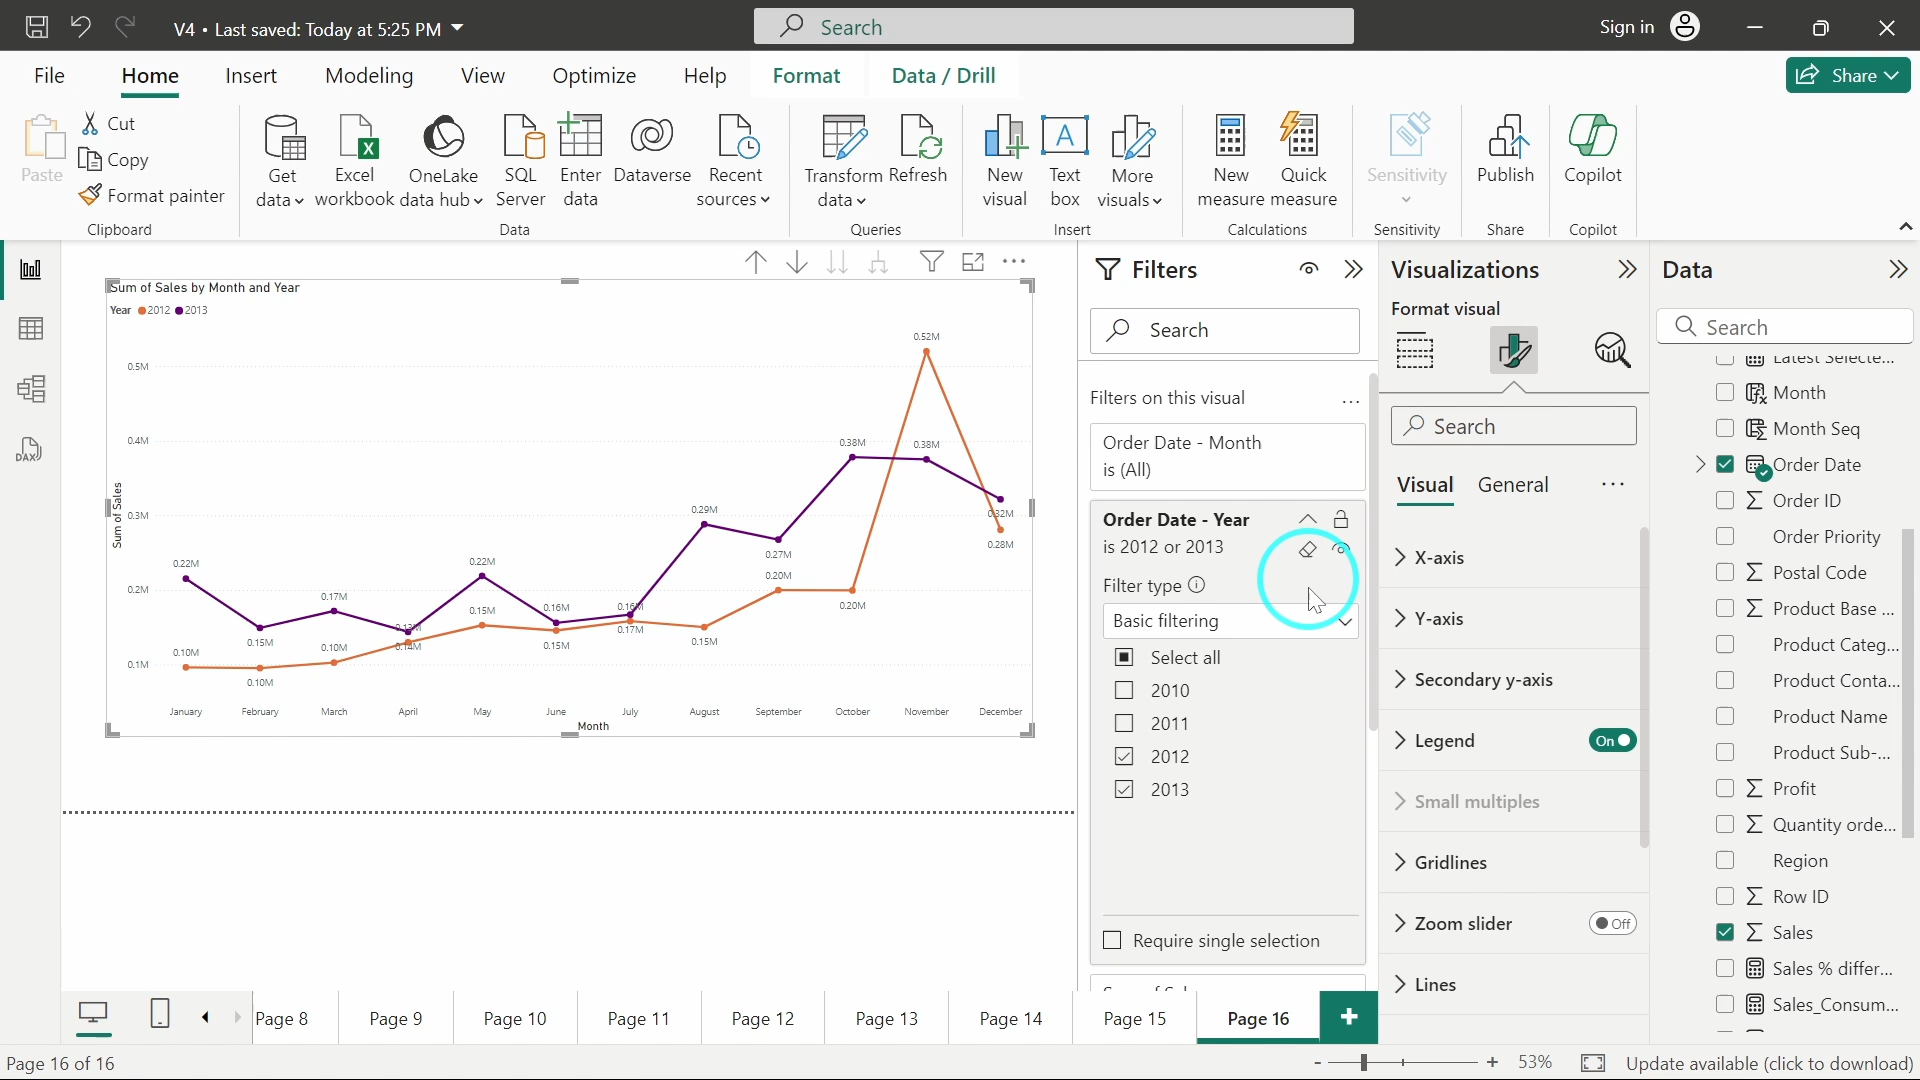 V4 • Last saved: Today at 5:25 PM
Search
Sign in
File
Home
Insert
Modeling
View
Optimize
Help
Format
Data / Drill
Share
Paste
Cut
Copy
Format painter
Clipboard
Get data
Excel workbook
OneLake data hub
SQL Server
Enter data
Dataverse
Recent sources
Data
Transform data
Refresh
Queries
New visual
Text box
More visuals
Insert
New measure
Quick measure
Calculations
Sensitivity
Sensitivity
Publish
Share
Copilot
Copilot
DAX
Sum of Sales by Month and Year
Year 2012 2013
Sum of Sales
0.5M
0.4M
0.3M
0.2M
0.1M
0.22M
0.15M
0.17M
0.13M
0.22M
0.16M
0.16M
0.29M
0.27M
0.38M
0.38M
0.32M
0.10M
0.10M
0.10M
0.14M
0.15M
0.15M
0.17M
0.15M
0.20M
0.20M
0.52M
0.28M
January
February
March
April
May
June
July
August
September
October
November
December
Month
Filters
Search
Filters on this visual
Order Date - Month
is (All)
Order Date - Year
is 2012 or 2013
Filter type
Basic filtering
Select all
2010
2011
2012
2013
Require single selection
Visualizations
Format visual
Search
Visual
General
X-axis
Y-axis
Secondary y-axis
Legend
On
Small multiples
Gridlines
Zoom slider
Off
Lines
Data
Search
Latest Selecte...
Month
Month Seq
Order Date
Order ID
Order Priority
Postal Code
Product Base ...
Product Categ...
Product Conta...
Product Name
Product Sub-...
Profit
Quantity orde...
Region
Row ID
Sales
Sales % differ...
Sales_Consum...
Page 8
Page 9
Page 10
Page 11
Page 12
Page 13
Page 14
Page 15
Page 16
+
Page 16 of 16
- + 53%
Update available (click to download)